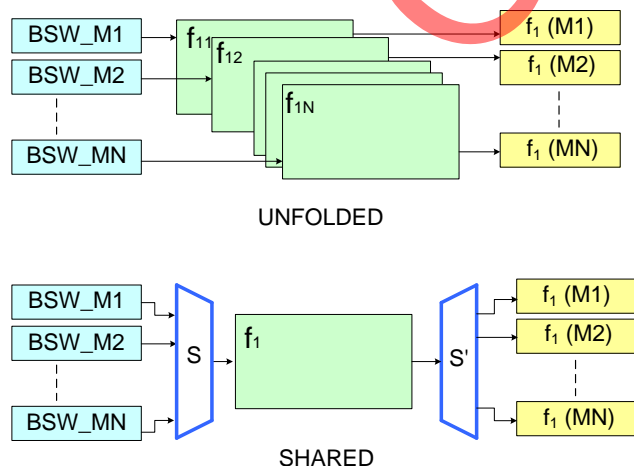 BSW_M1
f11
f1 (M1)
BSW_M2
f12
f1 (M2)
f1N
BSW_MN
f1 (MN)
UNFOLDED
BSW_M1
f1 (M1)
BSW_M2
S
f1
S'
f1 (M2)
BSW_MN
f1 (MN)
SHARED